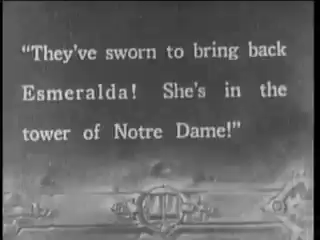 "They've sworn to bring back
Esmeralda! She's in the
tower of Notre Dame!"